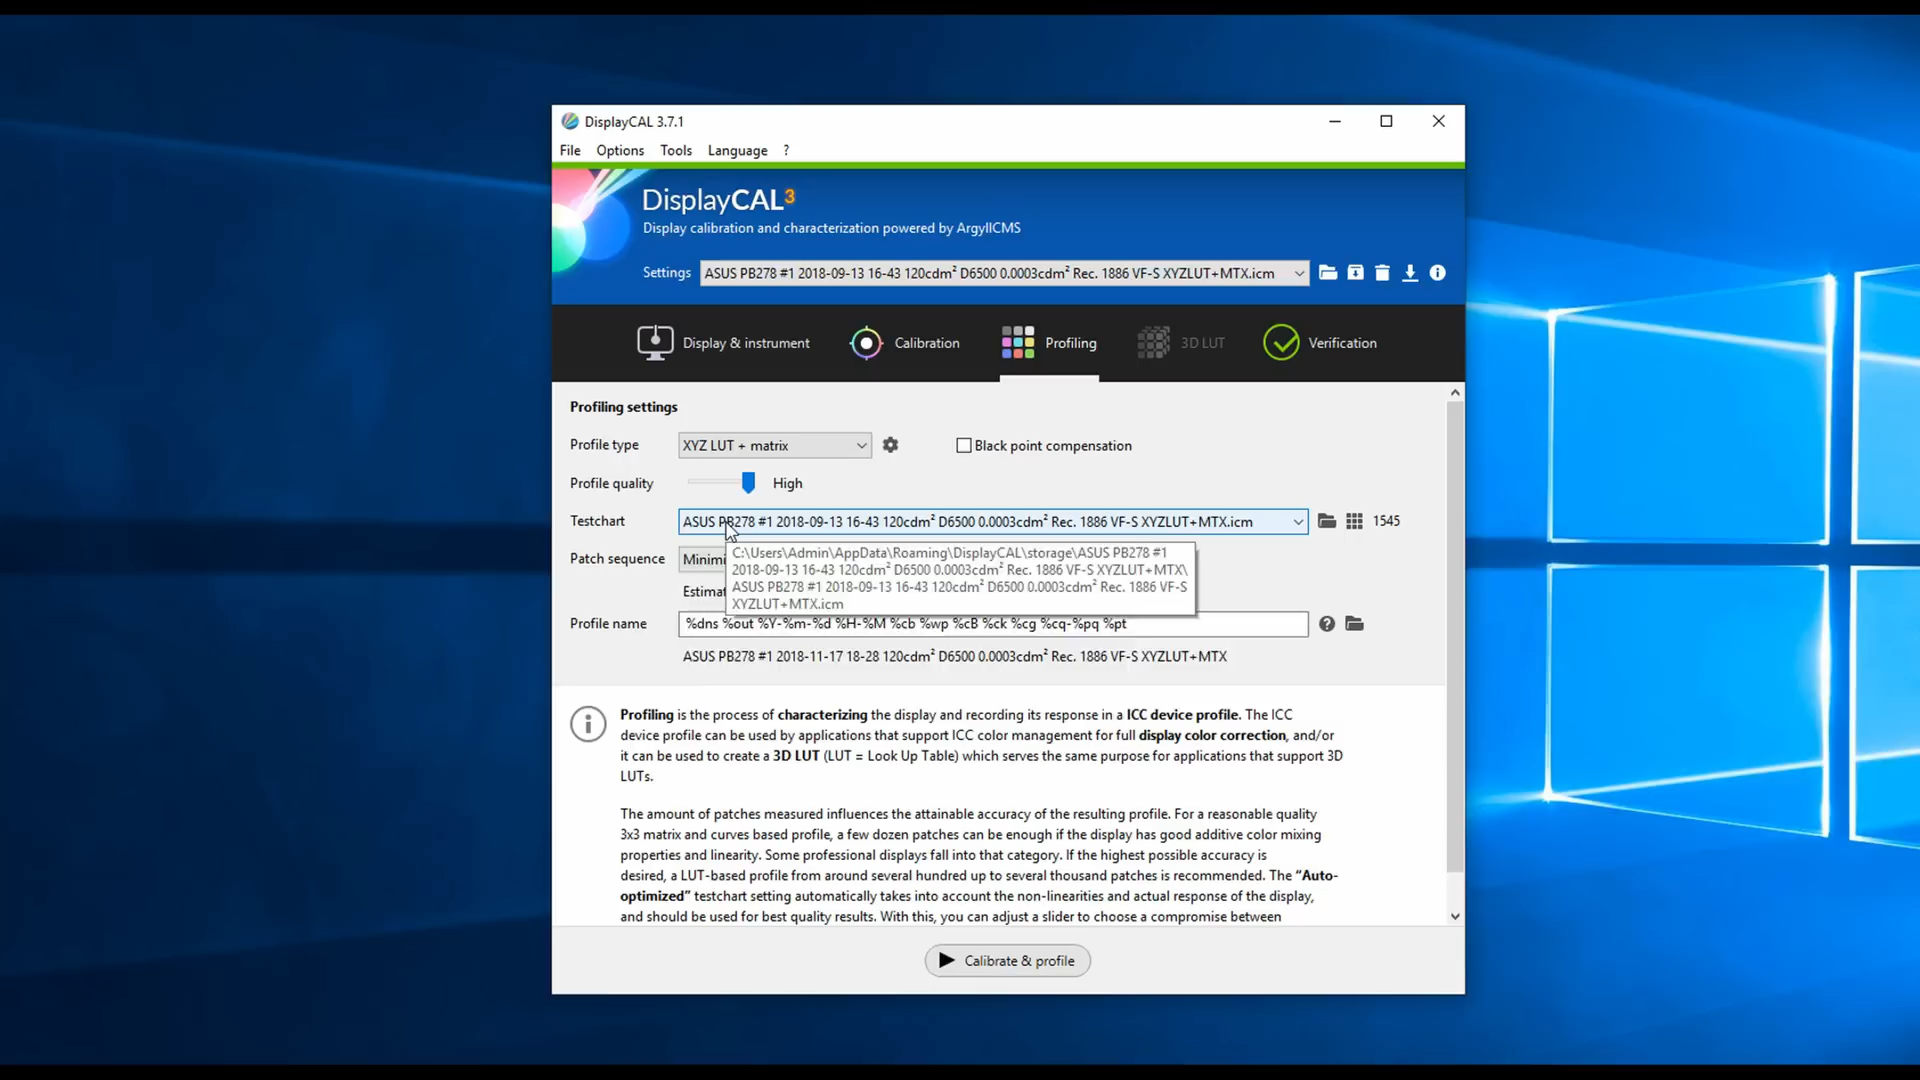 DisplayCAL 3.7.1
File Options Tools Language ?
DisplayCAL3
Display calibration and characterization powered by ArgyllCMS
Settings ASUS PB278 #1 2018-09-13 16-43 120cdm² D6500 0.0003cdm² Rec. 1886 VF-S XYZLUT+MTX.icm
Display & instrument Calibration Profiling 3D LUT Verification
Profiling settings
Profile type XYZ LUT + matrix Black point compensation
Profile quality High
Testchart ASUS PB278 #1 2018-09-13 16-43 120cdm² D6500 0.0003cdm² Rec. 1886 VF-S XYZLUT+MTX.icm 1545
Patch sequence Minimi
C:\Users\Admin\AppData\Roaming\DisplayCAL\storage\ASUS PB278 #1
2018-09-13 16-43 120cdm² D6500 0.0003cdm² Rec. 1886 VF-S XYZLUT+MTX\
ASUS PB278 #1 2018-09-13 16-43 120cdm² D6500 0.0003cdm² Rec. 1886 VF-S
XYZLUT+MTX.icm
Estimat
Profile name %dns %out %Y-%m-%d %H-%M %cb %wp %cB %ck %cg %cq-%pq %pt
ASUS PB278 #1 2018-11-17 18-28 120cdm² D6500 0.0003cdm² Rec. 1886 VF-S XYZLUT+MTX
Profiling is the process of characterizing the display and recording its response in a ICC device profile. The ICC
device profile can be used by applications that support ICC color management for full display color correction, and/or
it can be used to create a 3D LUT (LUT = Look Up Table) which serves the same purpose for applications that support 3D
LUTs.
The amount of patches measured influences the attainable accuracy of the resulting profile. For a reasonable quality
3x3 matrix and curves based profile, a few dozen patches can be enough if the display has good additive color mixing
properties and linearity. Some professional displays fall into that category. If the highest possible accuracy is
desired, a LUT-based profile from around several hundred up to several thousand patches is recommended. The “Auto-
optimized” testchart setting automatically takes into account the non-linearities and actual response of the display,
and should be used for best quality results. With this, you can adjust a slider to choose a compromise between
Calibrate & profile